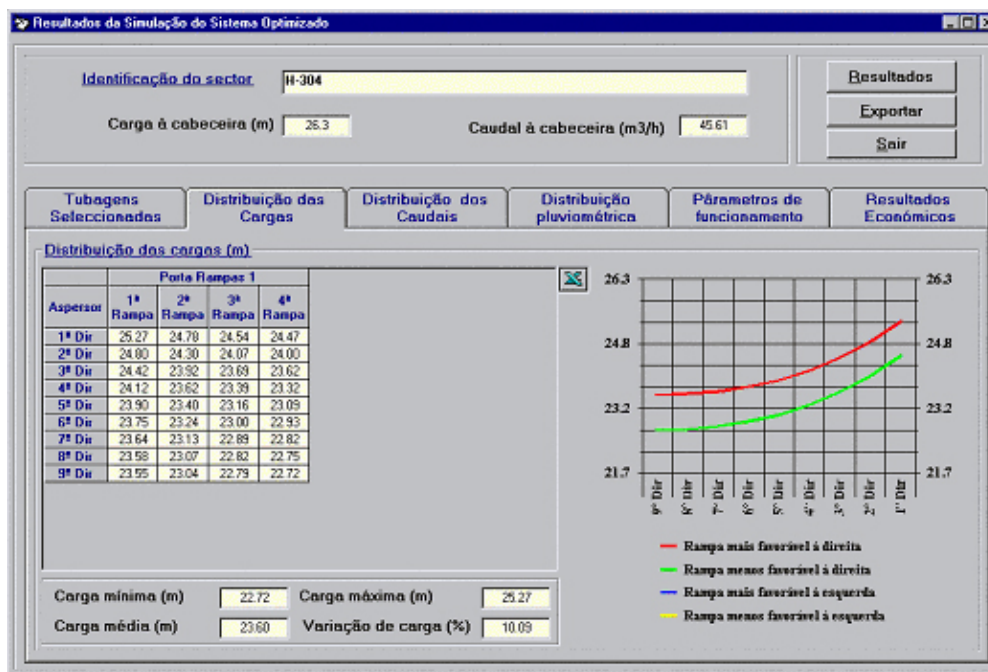 Resultados da Simulação do Sistema Optimizado
Identificação do sector H-304
Carga à cabeceira (m) 26.3 Caudal à cabeceira (m3/h) 45.61
Resultados
Exportar
Sair
Tubagens Seleccionadas
Distribuição das Cargas
Distribuição dos Caudais
Distribuição pluviométrica
Pârametros de funcionamento
Resultados Económicos
Distribuição das cargas (m)
Porta Rampas 1
Aspersor 1ª Rampa 2ª Rampa 3ª Rampa 4ª Rampa
1º Dir 25.27 24.78 24.54 24.47
2º Dir 24.80 24.30 24.07 24.00
3º Dir 24.42 23.92 23.69 23.62
4º Dir 24.12 23.62 23.39 23.32
5º Dir 23.90 23.40 23.16 23.09
6º Dir 23.75 23.24 23.00 22.93
7º Dir 23.64 23.13 22.89 22.82
8º Dir 23.58 23.07 22.82 22.75
9º Dir 23.55 23.04 22.79 22.72
26.3 26.3
24.8 24.8
23.2 23.2
21.7 21.7
9º Dir 8º Dir 7º Dir 6º Dir 5º Dir 4º Dir 3º Dir 2º Dir 1º Dir
Rampa mais favorável à direita
Rampa menos favorável à direita
Rampa mais favorável à esquerda
Rampa menos favorável à esquerda
Carga mínima (m) 22.72 Carga máxima (m) 25.27
Carga média (m) 23.60 Variação de carga (%) 10.09